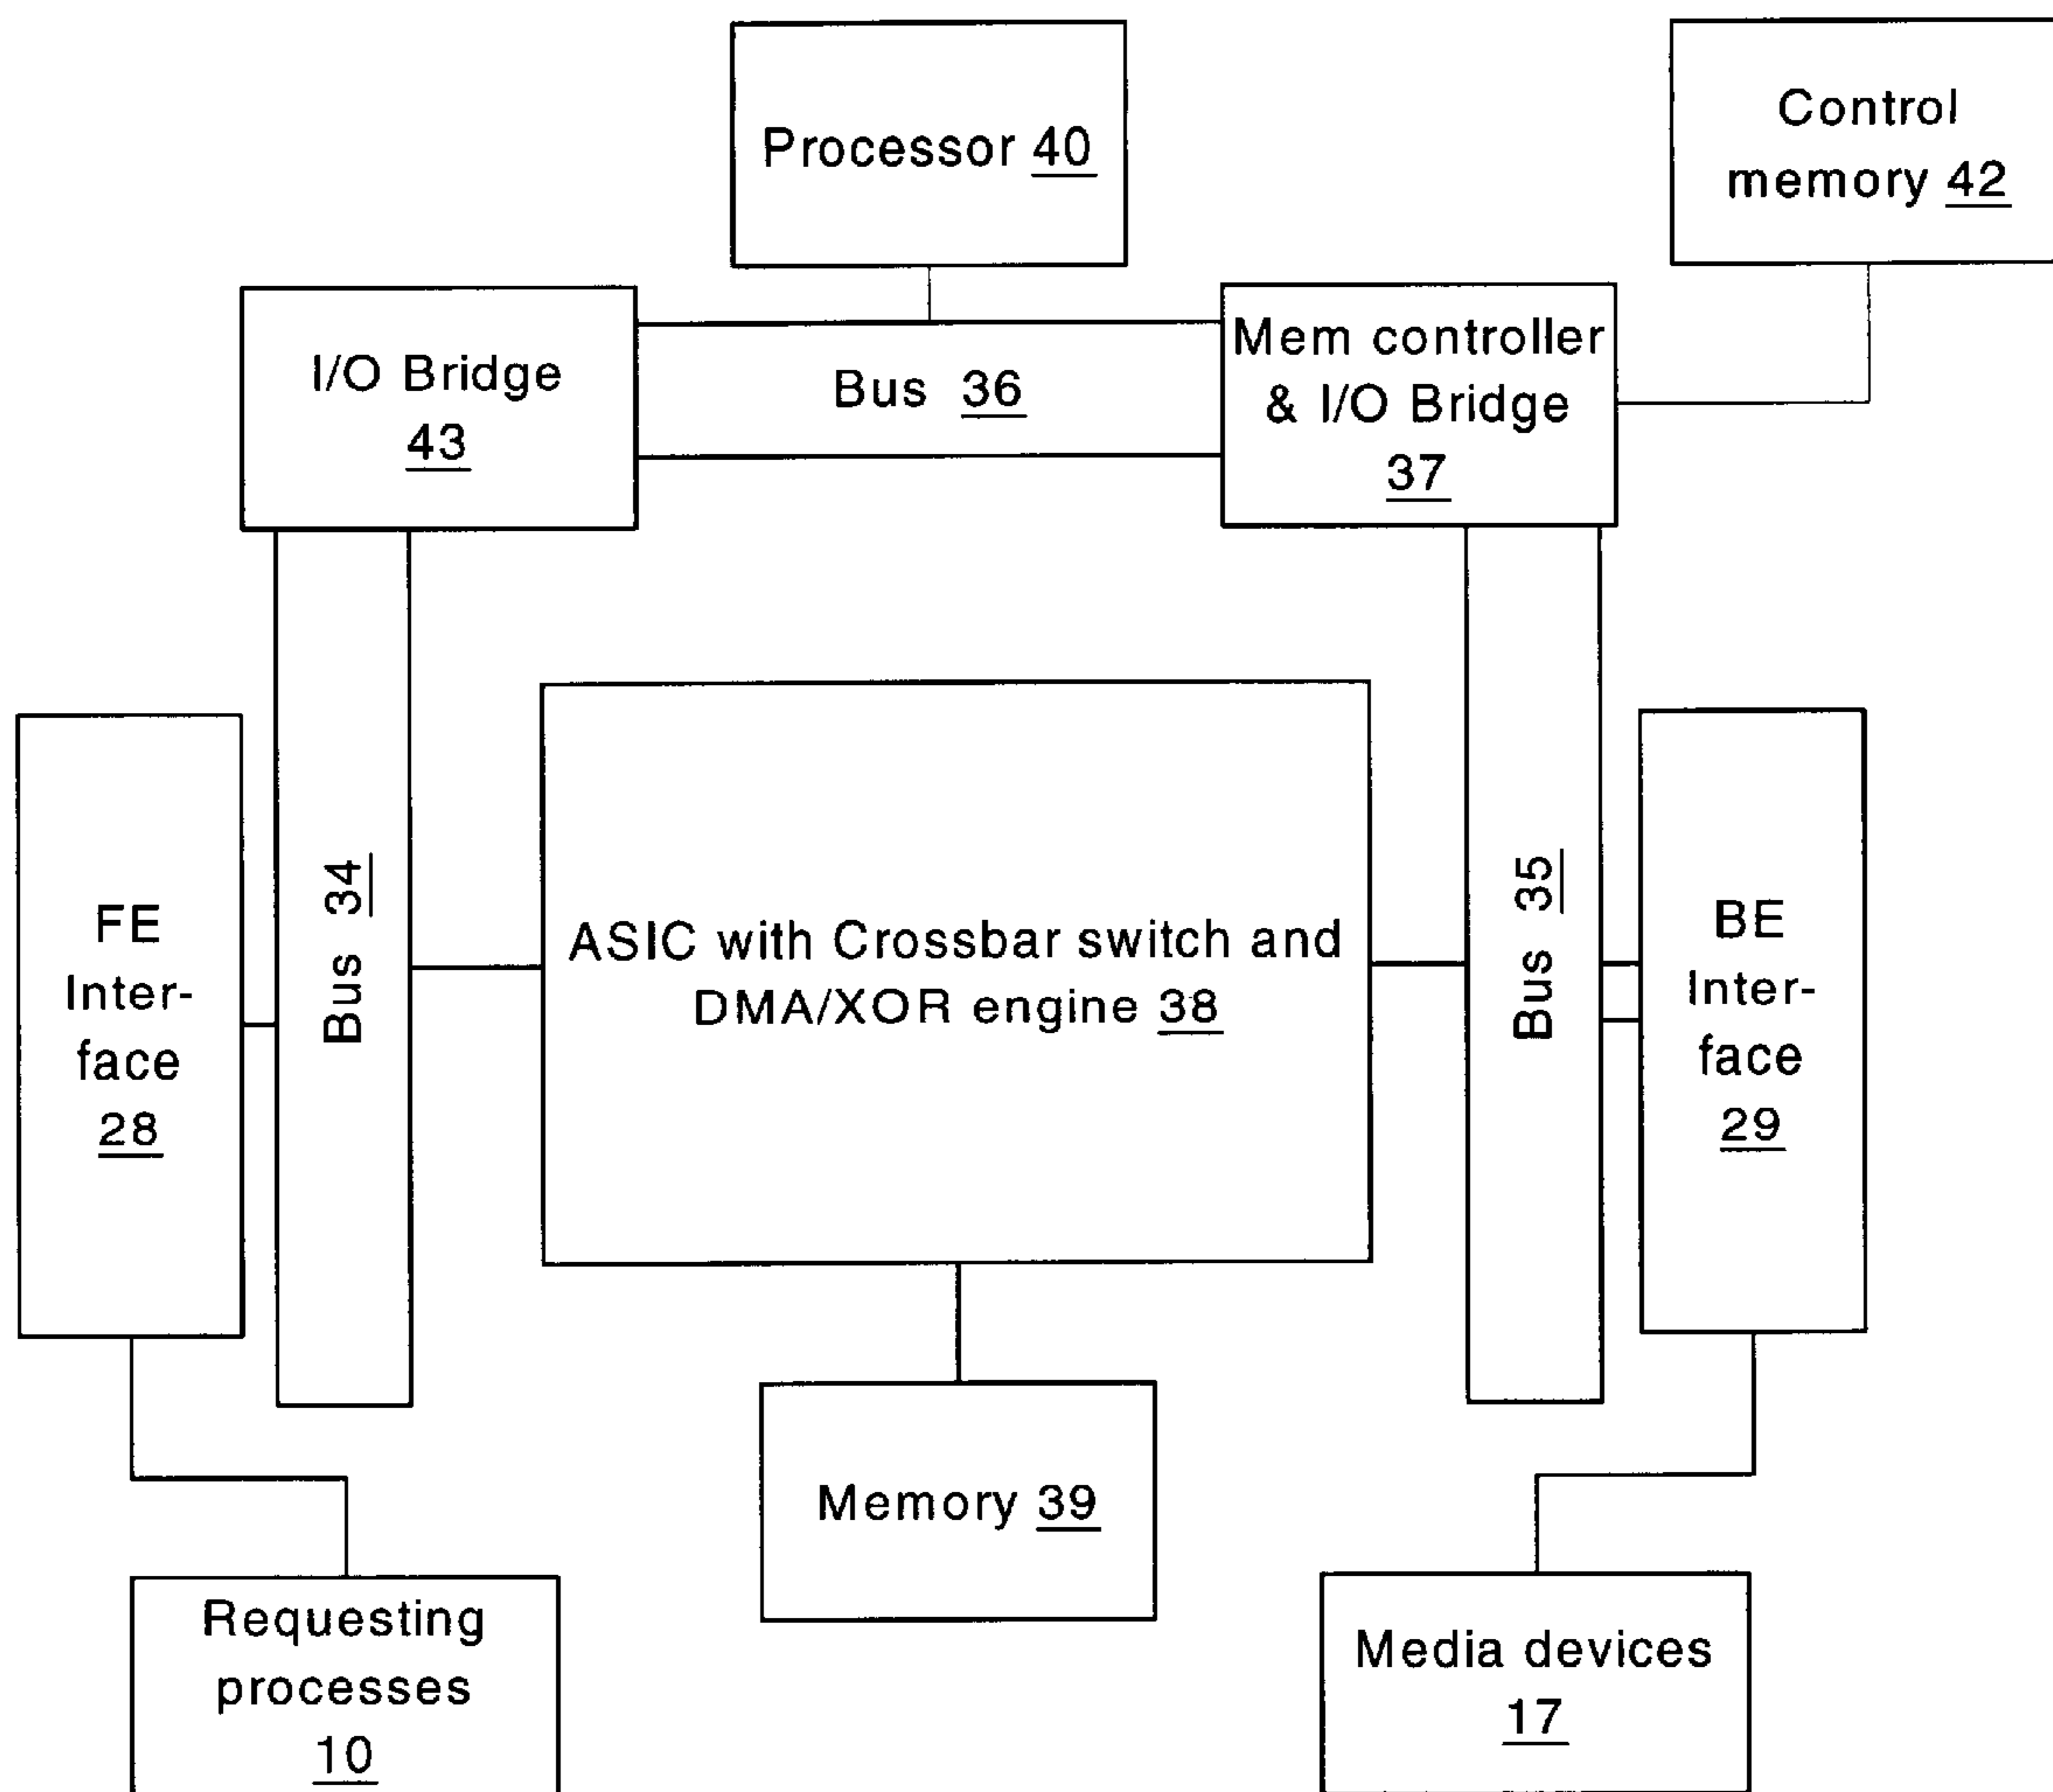 Processor 40
Control
memory 42
I/O Bridge
43
Bus 36
Mem controller
& I/O Bridge
37
FE
Inter-
face
28
Bus 34
ASIC with Crossbar switch and
DMA/XOR engine 38
Bus 35
BE
Inter-
face
29
Memory 39
Requesting
processes
10
Media devices
17